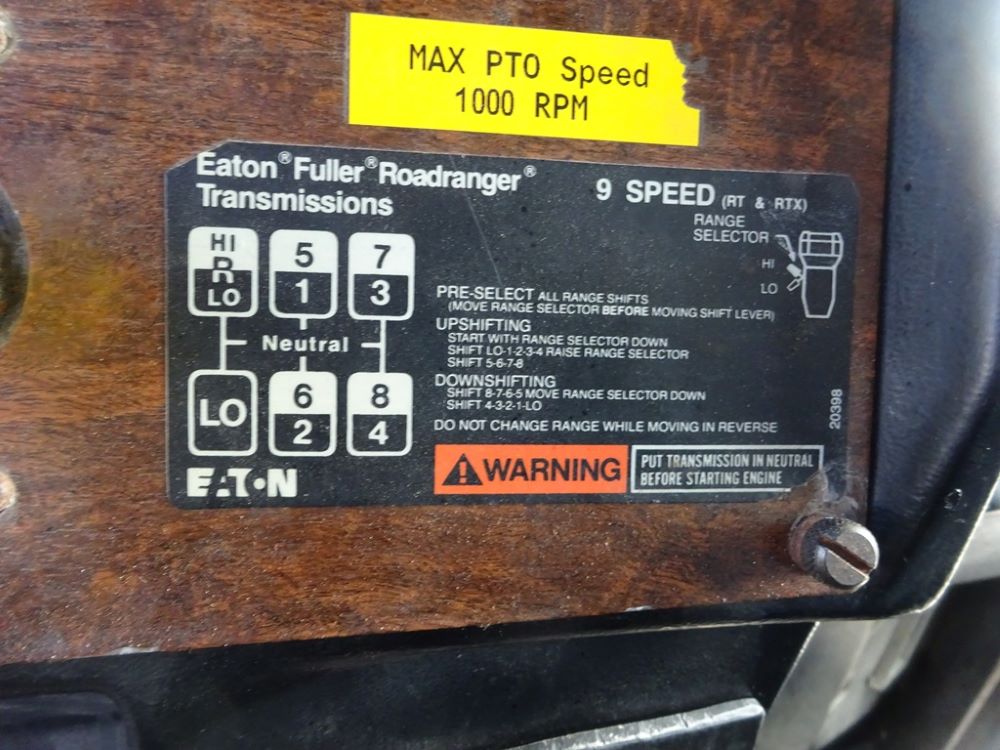 MAX PTO Speed
1000 RPM
Eaton® Fuller® Roadranger®
Transmissions
9 SPEED (RT & RTX)
RANGE
SELECTOR
HI
LO
HI
R
LO
5
1
7
3
Neutral
LO
6
2
8
4
PRE-SELECT ALL RANGE SHIFTS
(MOVE RANGE SELECTOR BEFORE MOVING SHIFT LEVER)
UPSHIFTING
START WITH RANGE SELECTOR DOWN
SHIFT LO-1-2-3-4 RAISE RANGE SELECTOR
SHIFT 5-6-7-8
DOWNSHIFTING
SHIFT 8-7-6-5 MOVE RANGE SELECTOR DOWN
SHIFT 4-3-2-1-LO
DO NOT CHANGE RANGE WHILE MOVING IN REVERSE
20398
EATON
WARNING
PUT TRANSMISSION IN NEUTRAL
BEFORE STARTING ENGINE